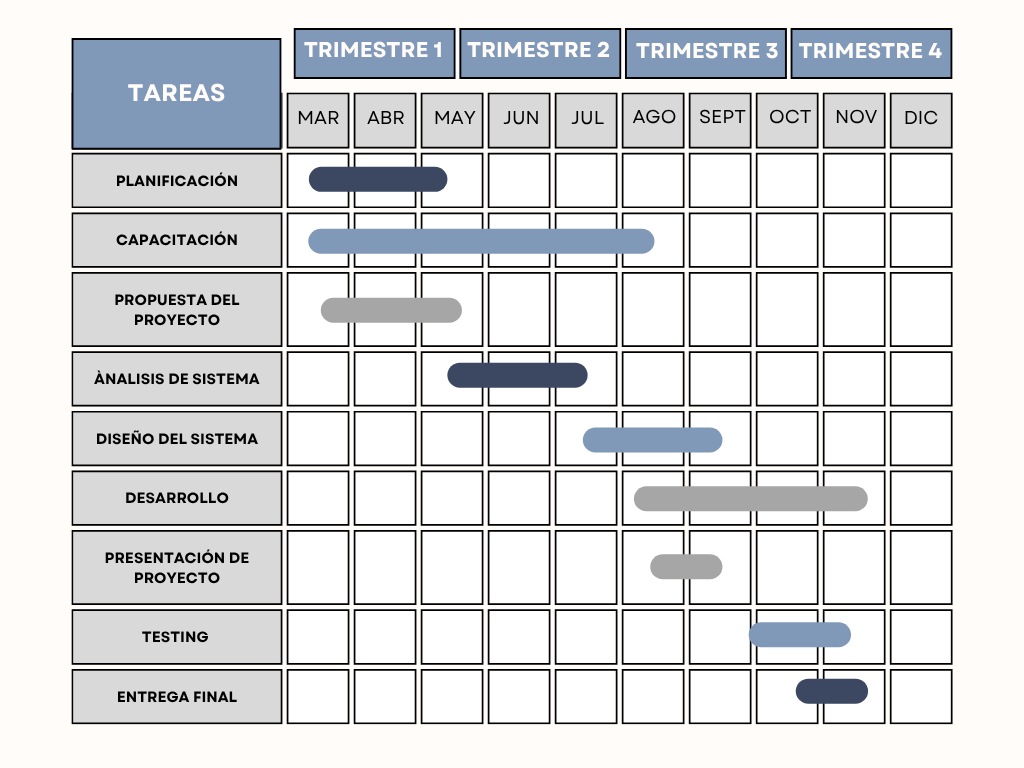 TAREAS
TRIMESTRE 1 TRIMESTRE 2 TRIMESTRE 3 TRIMESTRE 4
MAR ABR MAY JUN JUL AGO SEPT OCT NOV DIC
PLANIFICACIÓN
CAPACITACIÓN
PROPUESTA DEL
PROYECTO
ÀNALISIS DE SISTEMA
DISEÑO DEL SISTEMA
DESARROLLO
PRESENTACIÓN DE
PROYECTO
TESTING
ENTREGA FINAL